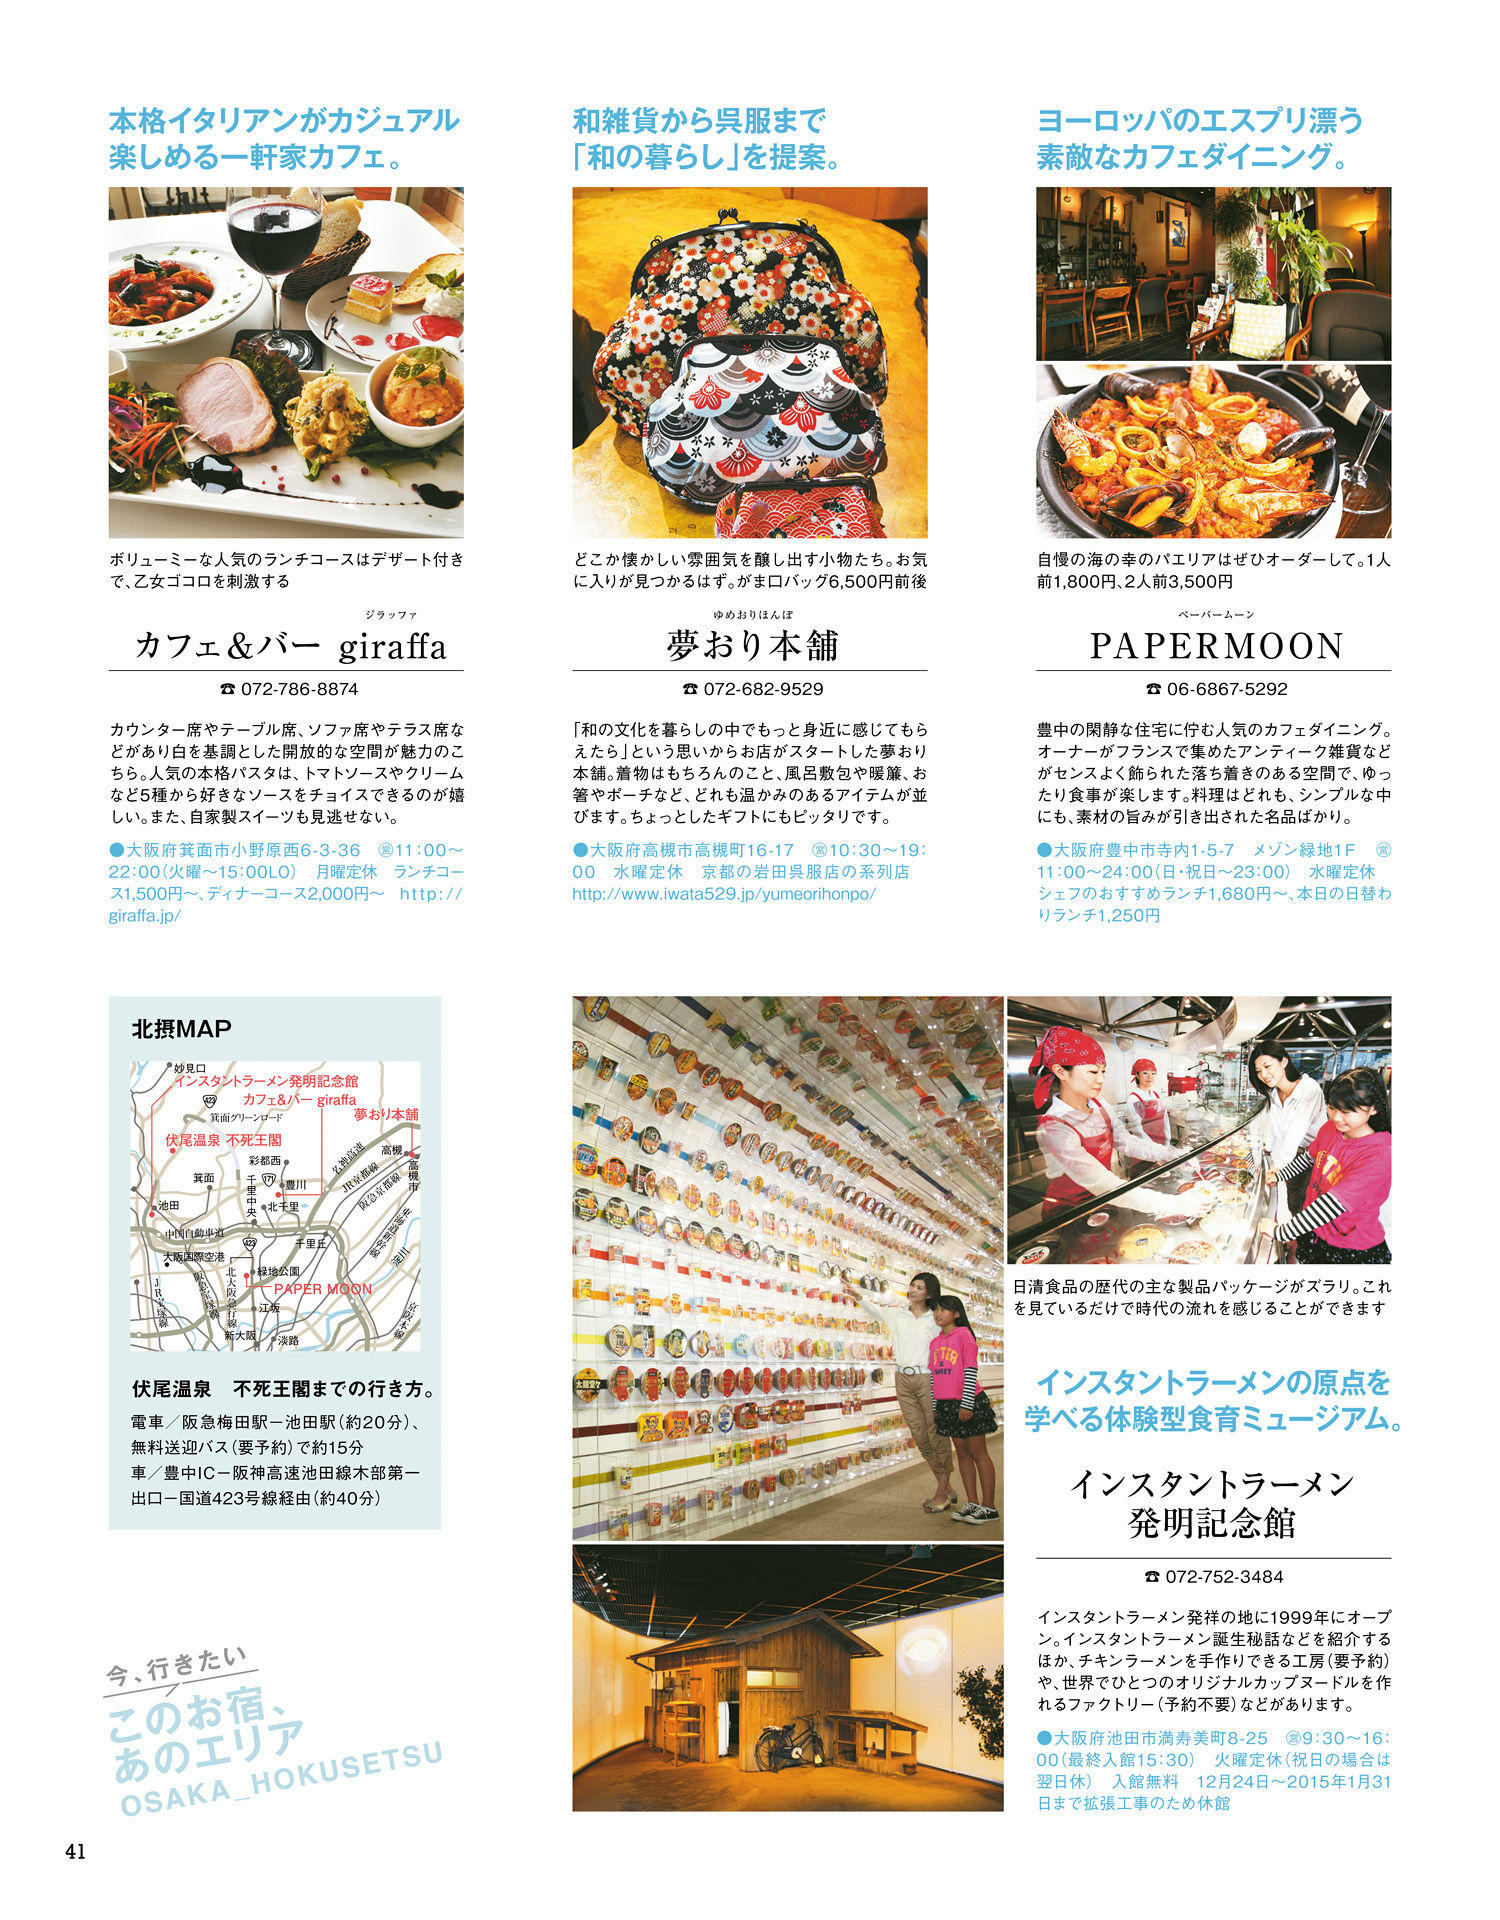 本格イタリアンがカジュアル
楽しめる一軒家カフェ。
ボリューミーな人気のランチコースはデザート付き
で、乙女ゴコロを刺激する
ジラッファ
カフェ&バー giraffa
☎ 072-786-8874
カウンター席やテーブル席、ソファ席やテラス席な
どがあり白を基調とした開放的な空間が魅力のこ
ちら。人気の本格パスタは、トマトソースやクリーム
など5種から好きなソースをチョイスできるのが嬉
しい。また、自家製スイーツも見逃せない。
●大阪府箕面市小野原西6-3-36 ㊡11:00〜
22:00（火曜〜15:00LO） 月曜定休 ランチコー
ス1,500円〜、ディナーコース2,000円〜 http://
giraffa.jp/
和雑貨から呉服まで
「和の暮らし」を提案。
どこか懐かしい雰囲気を醸し出す小物たち。お気
に入りが見つかるはず。がま口バッグ6,500円前後
ゆめおりほんぽ
夢おり本舗
☎ 072-682-9529
「和の文化を暮らしの中でもっと身近に感じてもら
えたら」という思いからお店がスタートした夢おり
本舗。着物はもちろんのこと、風呂敷包や暖簾、お
箸やポーチなど、どれも温かみのあるアイテムが並
びます。ちょっとしたギフトにもピッタリです。
●大阪府高槻市高槻町16-17 営10:30〜19:
00 水曜定休 京都の岩田呉服店の系列店
http://www.iwata529.jp/yumeorihonpo/
ヨーロッパのエスプリ漂う
素敵なカフェダイニング。
自慢の海の幸のパエリアはぜひオーダーして。1人
前1,800円、2人前3,500円
ペーパームーン
PAPERMOON
☎ 06-6867-5292
豊中の閑静な住宅に佇む人気のカフェダイニング。
オーナーがフランスで集めたアンティーク雑貨など
がセンスよく飾られた落ち着きのある空間で、ゆっ
たり食事が楽します。料理はどれも、シンプルな中
にも、素材の旨みが引き出された名品ばかり。
●大阪府豊中市寺内1-5-7 メゾン緑地1F 営
11:00〜24:00（日・祝日〜23:00） 水曜定休
シェフのおすすめランチ1,680円〜、本日の日替わ
りランチ1,250円
北摂MAP
妙見口
インスタントラーメン発明記念館
カフェ&バー giraffa
423
箕面グリーンロード
夢おり本舗
伏尾温泉 不死王閣
彩都西
名神高速
高槻
高槻市
JR京都線
阪急京都線
箕面
千里中央
171
豊川
池田
北千里
中国自動車道
423
千里丘
東海道新幹線
大阪国際空港
北大阪急行線
緑地公園
PAPER MOON
JR宝塚線
阪急宝塚線
江坂
新大阪
淡路
京阪本線
伏尾温泉 不死王閣までの行き方。
電車／阪急梅田駅−池田駅（約20分）、
無料送迎バス（要予約）で約15分
車／豊中IC−阪神高速池田線木部第一
出口−国道423号線経由（約40分）
日清食品の歴代の主な製品パッケージがズラリ。これ
を見ているだけで時代の流れを感じることができます
インスタントラーメンの原点を
学べる体験型食育ミュージアム。
インスタントラーメン
発明記念館
☎ 072-752-3484
インスタントラーメン発祥の地に1999年にオープ
ン。インスタントラーメン誕生秘話などを紹介する
ほか、チキンラーメンを手作りできる工房（要予約）
や、世界でひとつのオリジナルカップヌードルを作
れるファクトリー（予約不要）などがあります。
●大阪府池田市満寿美町8-25 営9:30〜16:
00（最終入館15:30） 火曜定休（祝日の場合は
翌日休） 入館無料 12月24日〜2015年1月31
日まで拡張工事のため休館
今、行きたい
このお宿、
あのエリア
OSAKA_HOKUSETSU
41